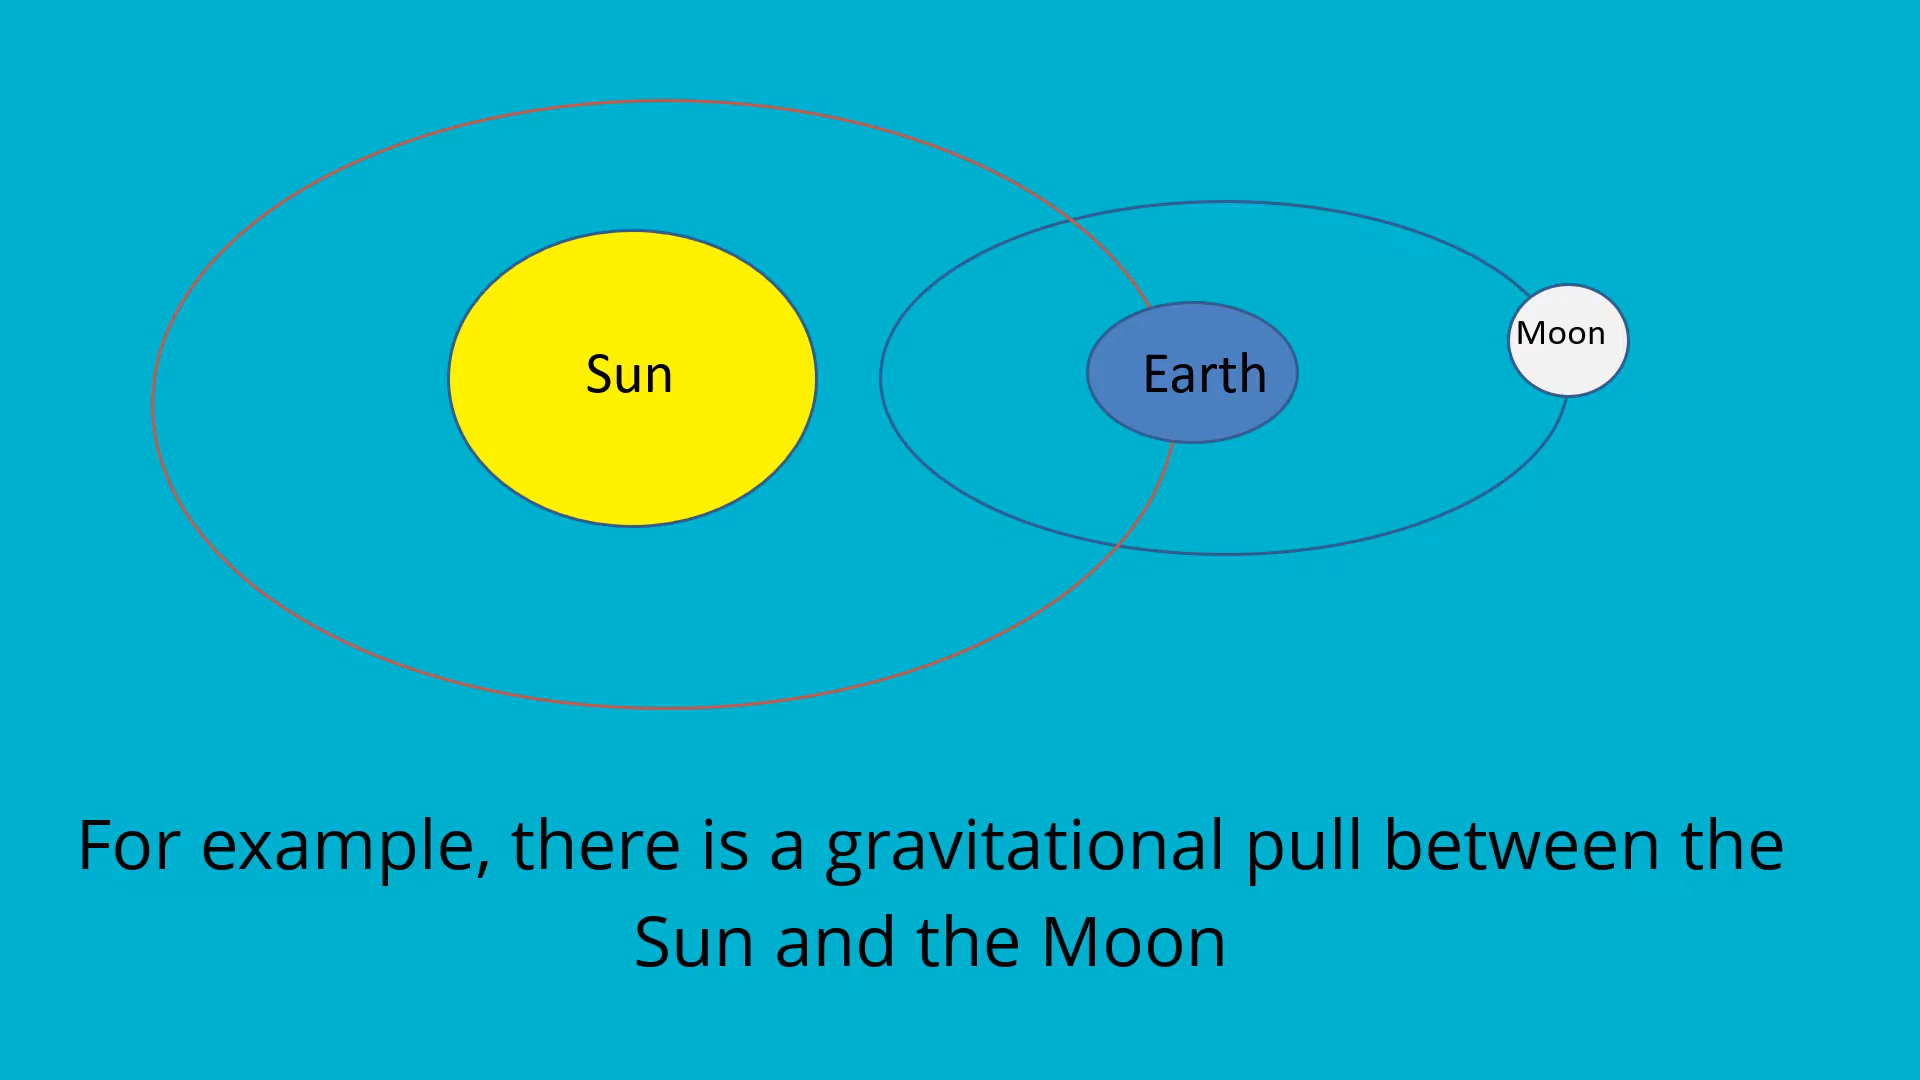 Sun
Earth
Moon
For example, there is a gravitational pull between the
Sun and the Moon